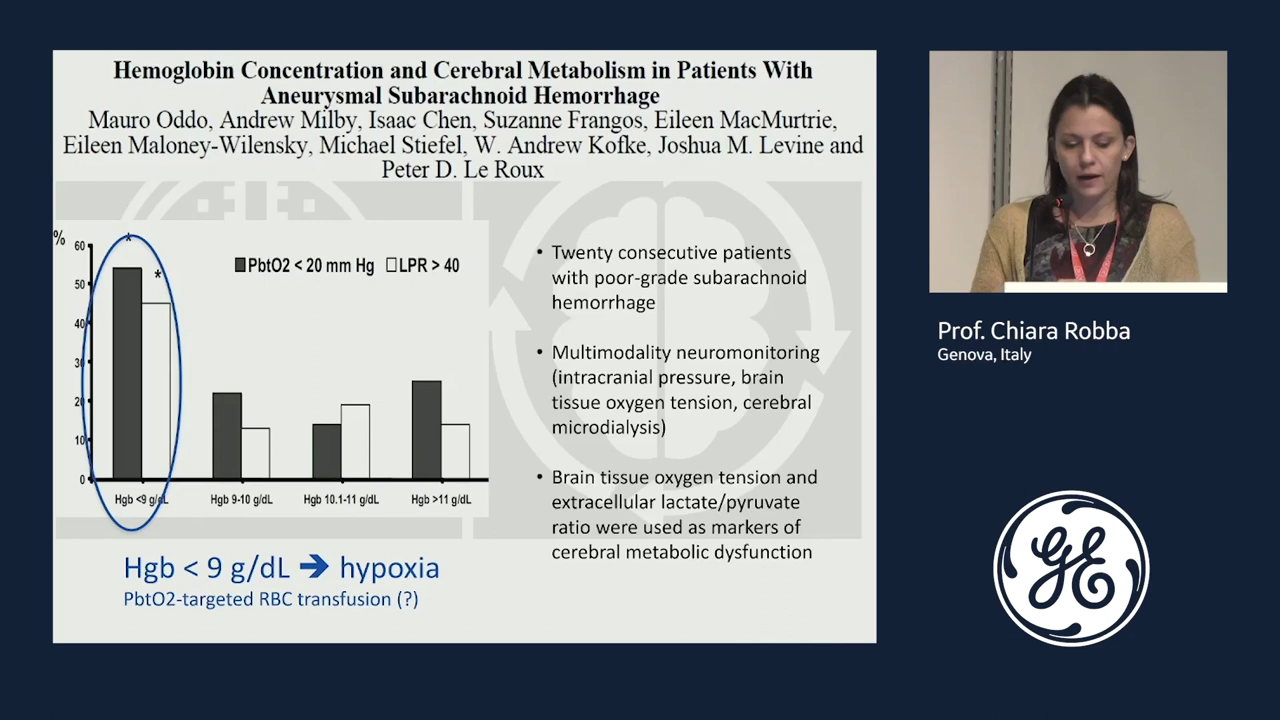 Hemoglobin Concentration and Cerebral Metabolism in Patients With
Aneurysmal Subarachnoid Hemorrhage
Mauro Oddo, Andrew Milby, Isaac Chen, Suzanne Frangos, Eileen MacMurtrie,
Eileen Maloney-Wilensky, Michael Stiefel, W. Andrew Kofke, Joshua M. Levine and
Peter D. Le Roux
%
60
50
40
30
20
10
0
*
*
PbtO2 < 20 mm Hg
LPR > 40
Hgb <9 g/dL
Hgb 9-10 g/dL
Hgb 10.1-11 g/dL
Hgb >11 g/dL
Hgb < 9 g/dL ➔ hypoxia
PbtO2-targeted RBC transfusion (?)
• Twenty consecutive patients
with poor-grade subarachnoid
hemorrhage
• Multimodality neuromonitoring
(intracranial pressure, brain
tissue oxygen tension, cerebral
microdialysis)
• Brain tissue oxygen tension and
extracellular lactate/pyruvate
ratio were used as markers of
cerebral metabolic dysfunction
Prof. Chiara Robba
Genova, Italy
GE